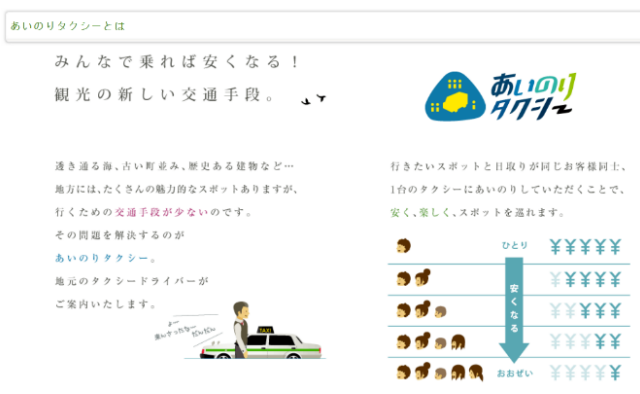 あいのりタクシーとは
みんなで乗れば安くなる！
観光の新しい交通手段。
あいのり
タクシー
透き通る海、古い町並み、歴史ある建物など…
地方には、たくさんの魅力的なスポットありますが、
行くための交通手段が少ないのです。
その問題を解決するのが
あいのりタクシー。
地元のタクシードライバーが
ご案内いたします。
TAXI
行きたいスポットと日取りが同じお客様同士、
1台のタクシーにあいのりしていただくことで、
安く、楽しく、スポットを巡れます。
ひとり ¥¥¥¥¥
¥¥¥¥¥
安くなる ¥¥¥¥¥
¥¥¥¥¥
おおぜい ¥¥¥¥¥